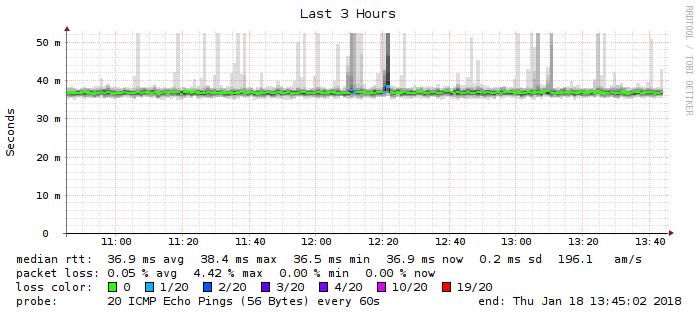 Last 3 Hours
RRDTOOL / TOBI OETIKER
Seconds
50 m
40 m
30 m
20 m
10 m
0
11:00 11:20 11:40 12:00 12:20 12:40 13:00 13:20 13:40
median rtt: 36.9 ms avg 38.4 ms max 36.5 ms min 36.9 ms now 0.2 ms sd 196.1 am/s
packet loss: 0.05 % avg 4.42 % max 0.00 % min 0.00 % now
loss color: 0 1/20 2/20 3/20 4/20 10/20 19/20
probe: 20 ICMP Echo Pings (56 Bytes) every 60s end: Thu Jan 18 13:45:02 2018